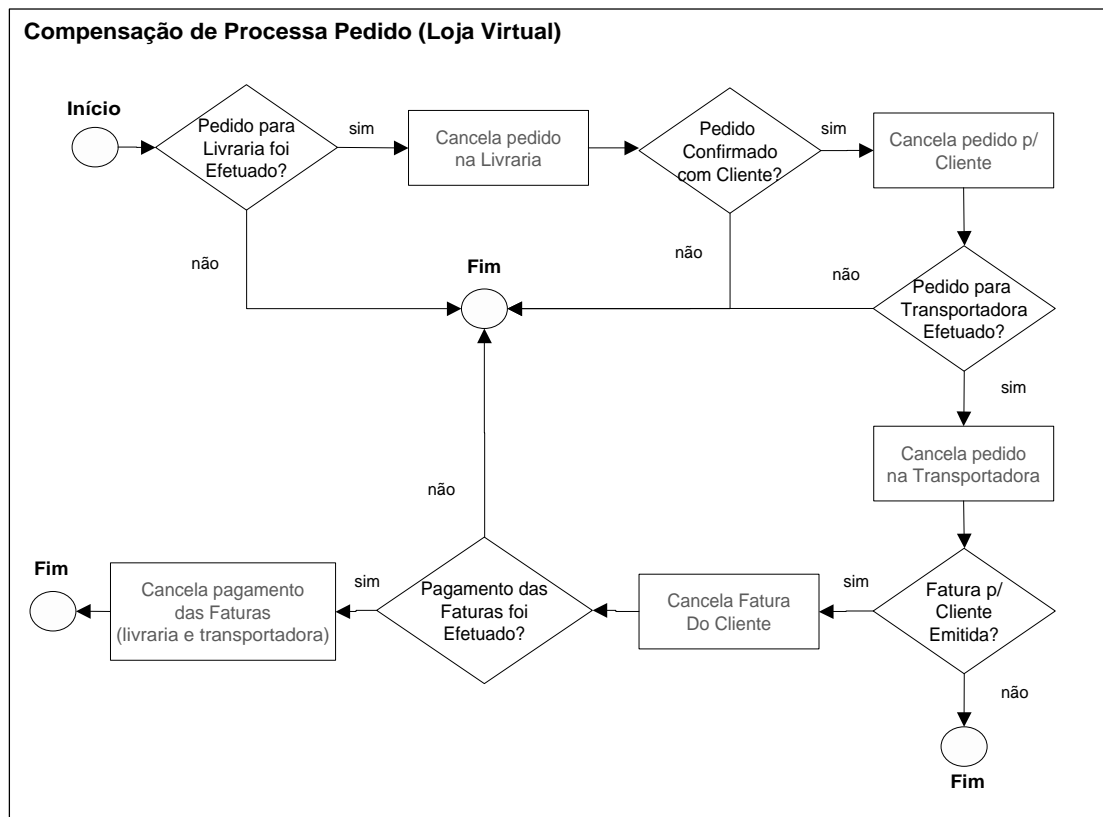 Compensação de Processa Pedido (Loja Virtual)
Início
Pedido para
Livraria foi
Efetuado?
sim
Cancela pedido
na Livraria
Pedido
Confirmado
com Cliente?
sim
Cancela pedido p/
Cliente
não
Fim
não
não
Pedido para
Transportadora
Efetuado?
sim
Cancela pedido
na Transportadora
não
Fim
Cancela pagamento
das Faturas
(livraria e transportadora)
sim
Pagamento das
Faturas foi
Efetuado?
Cancela Fatura
Do Cliente
sim
Fatura p/
Cliente
Emitida?
não
Fim